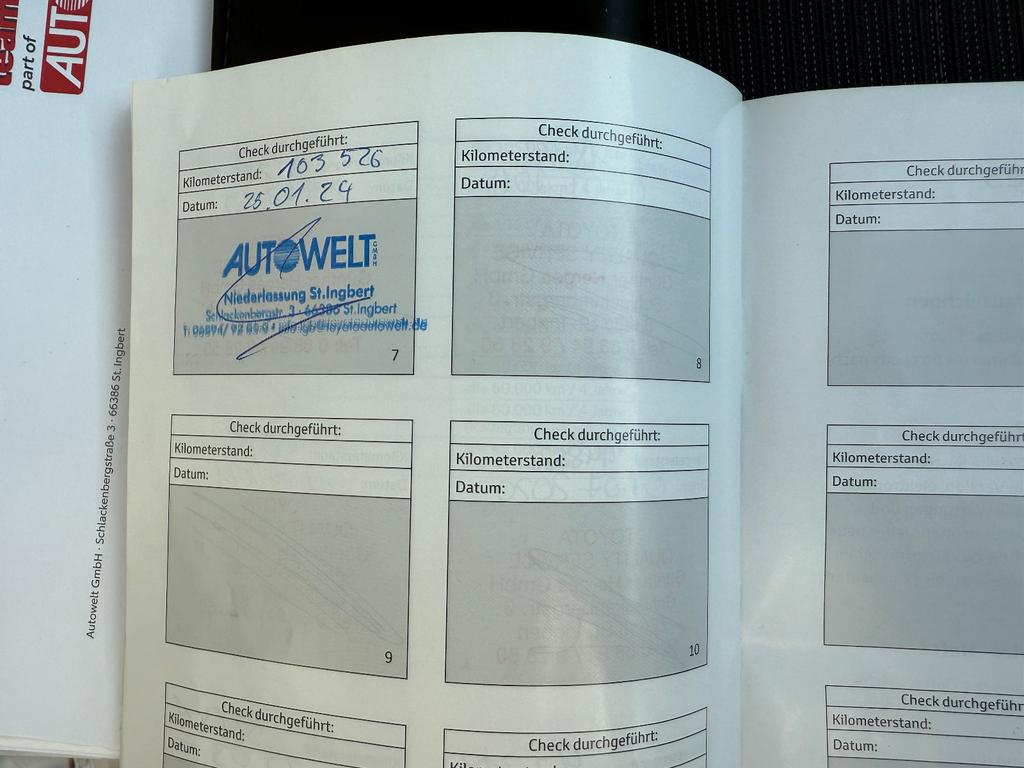 team
part of
AUT
Autowelt GmbH · Schlackenbergstraße 3 · 66386 St. Ingbert
Check durchgeführt:
Kilometerstand: 103 526
Datum: 25.01.24
AUTOWELT GMBH
Niederlassung St.Ingbert
Schlackenbergstr. 3 · 66386 St.Ingbert
7
Check durchgeführt:
Kilometerstand:
Datum:
8
Check durchgeführ
Kilometerstand:
Datum:
Check durchgeführt:
Kilometerstand:
Datum:
9
Check durchgeführt:
Kilometerstand:
Datum:
10
Check durchgeführt
Kilometerstand:
Datum:
Check durchgeführt:
Kilometerstand:
Datum:
Check durchgeführt:
Check durchgeführ
Kilometerstand:
Datum: